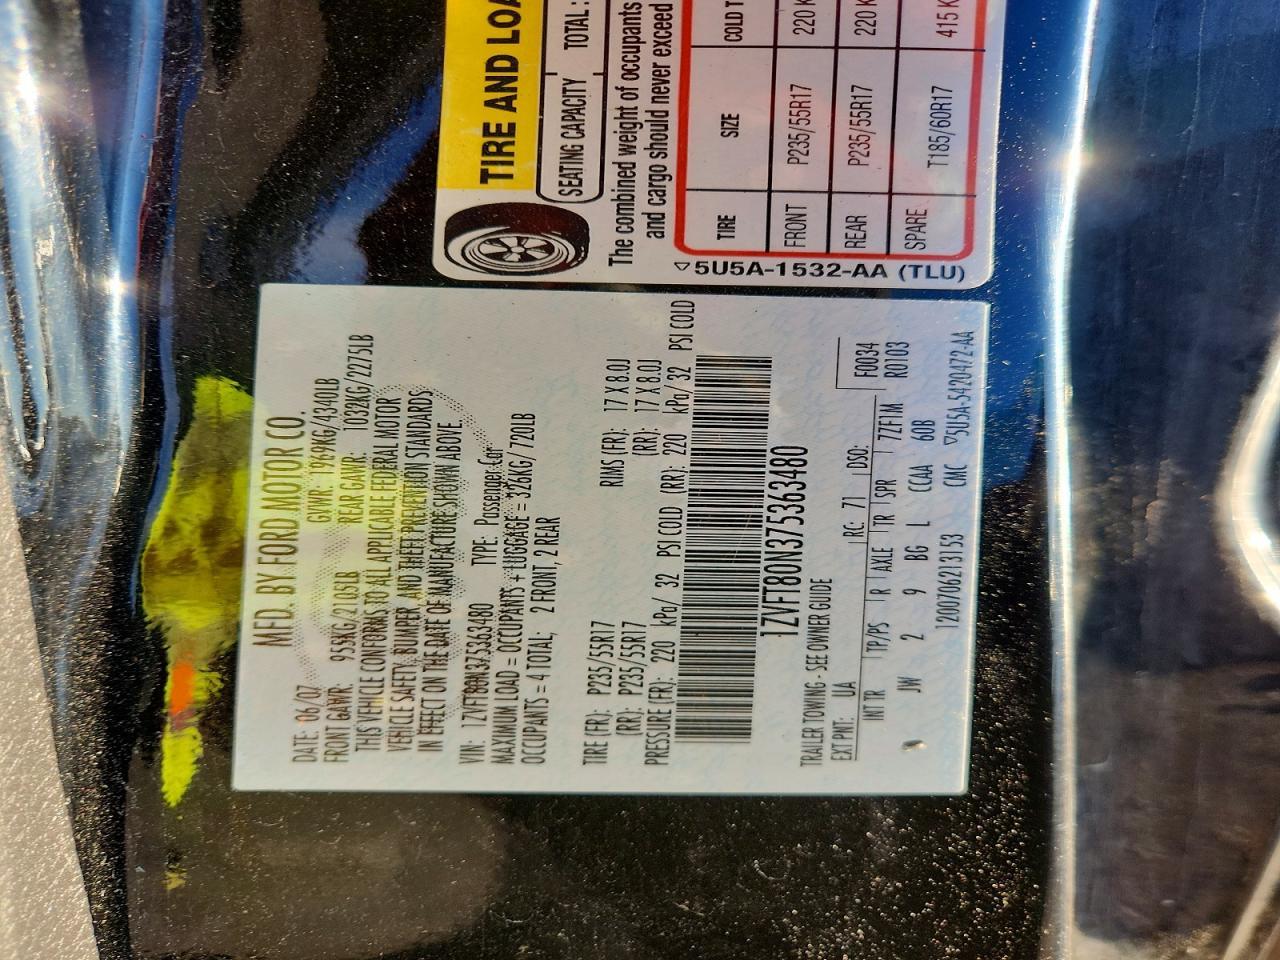 MFD. BY FORD MOTOR CO.
DATE: 06/07 GVWR: 1969KG/4340LB
FRONT GAWR: 955KG/2105LB REAR GAWR: 1032KG/2275LB
THIS VEHICLE CONFORMS TO ALL APPLICABLE FEDERAL MOTOR
VEHICLE SAFETY, BUMPER, AND THEFT PREVENTION STANDARDS
IN EFFECT ON THE DATE OF MANUFACTURE SHOWN ABOVE.
VIN: 1ZVFT80N375363480 TYPE: Passenger Car
MAXIMUM LOAD = OCCUPANTS + LUGGAGE = 326KG/720LB
OCCUPANTS = 4 TOTAL; 2 FRONT, 2 REAR
TIRE (FR): P235/55R17 RIMS (FR): 17 X 8.0J
(RR): P235/55R17 (RR): 17 X 8.0J
PRESSURE (FR): 220 kPa/ 32 PSI COLD (RR): 220 kPa/ 32 PSI COLD
1ZVFT80N375363480
TRAILER TOWING - SEE OWNER GUIDE
EXT PNT: UA RC: 71 DSO: F0034
INT TR TP/PS R AXLE TR SPR 7ZF1M R0103
JW 2 9 BG L CCAA 60B
1200706213153 CMC ▽5U5A-5420472-AA
TIRE AND LOA
SEATING CAPACITY TOTAL:
The combined weight of occupants
and cargo should never exceed
TIRE SIZE COLD T
FRONT P235/55R17 220 K
REAR P235/55R17 220 K
SPARE T185/60R17 415 K
▽ 5U5A-1532-AA (TLU)